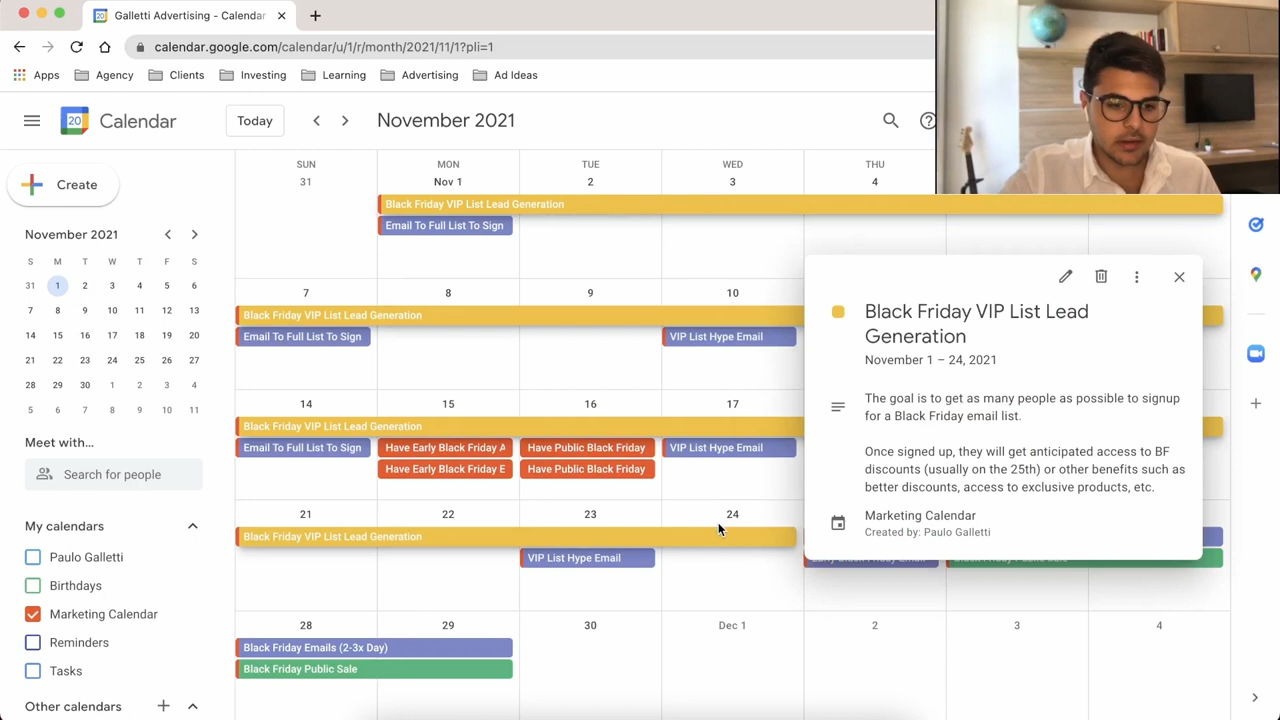 Galletti Advertising - Calendar
calendar.google.com/calendar/u/1/r/month/2021/11/1?pli=1
Apps Agency Clients Investing Learning Advertising Ad Ideas
20 Calendar Today November 2021
Create
SUN MON TUE WED THU
31 Nov 1 2 3 4
Black Friday VIP List Lead Generation
Email To Full List To Sign
November 2021
S M T W T F S
31 1 2 3 4 5 6
7 8 9 10 11 12 13
14 15 16 17 18 19 20
21 22 23 24 25 26 27
28 29 30 1 2 3 4
5 6 7 8 9 10 11
7 8 9 10
Black Friday VIP List Lead Generation
Email To Full List To Sign VIP List Hype Email
14 15 16 17
Black Friday VIP List Lead Generation
Email To Full List To Sign Have Early Black Friday A Have Public Black Friday VIP List Hype Email
Have Early Black Friday E Have Public Black Friday
21 22 23 24
Black Friday VIP List Lead Generation
VIP List Hype Email Early Black Friday Email Black Friday Public Sale
28 29 30 Dec 1 2 3 4
Black Friday Emails (2-3x Day)
Black Friday Public Sale
Meet with...
Search for people
My calendars
Paulo Galletti
Birthdays
Marketing Calendar
Reminders
Tasks
Other calendars
Black Friday VIP List Lead
Generation
November 1 – 24, 2021
The goal is to get as many people as possible to signup
for a Black Friday email list.
Once signed up, they will get anticipated access to BF
discounts (usually on the 25th) or other benefits such as
better discounts, access to exclusive products, etc.
Marketing Calendar
Created by: Paulo Galletti